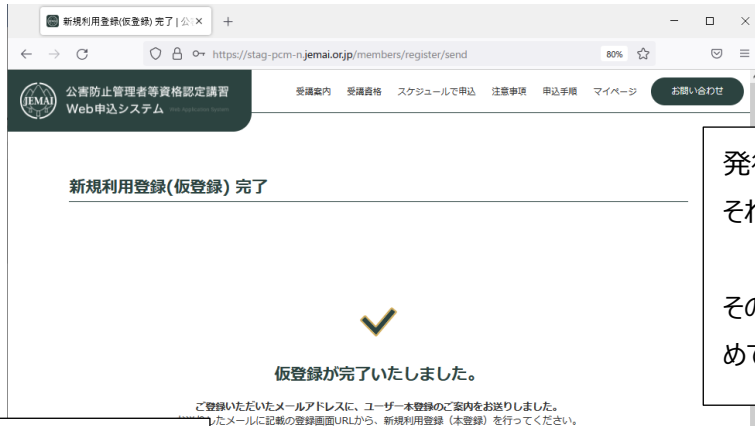 新規利用登録(仮登録) 完了 | 公
https://stag-pcm-n.jemai.or.jp/members/register/send
80%
JEMAI
公害防止管理者等資格認定講習
Web申込システム Web Application System
受講案内 受講資格 スケジュールで申込 注意事項 申込手順 マイページ お問い合わせ
新規利用登録(仮登録) 完了
仮登録が完了いたしました。
ご登録いただいたメールアドレスに、ユーザー本登録のご案内をお送りしました。
したメールに記載の登録画面URLから、新規利用登録（本登録）を行ってください。
発
それ
その
めて